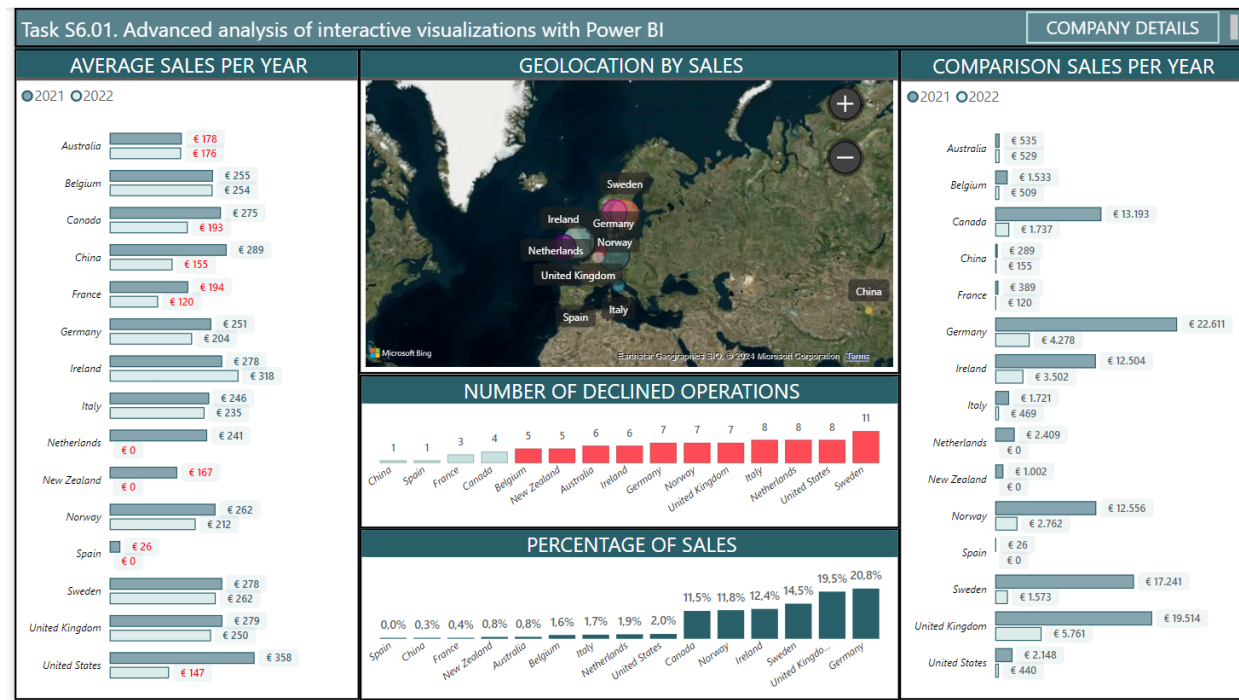 Task S6.01. Advanced analysis of interactive visualizations with Power BI
COMPANY DETAILS
AVERAGE SALES PER YEAR
2021 2022
Australia € 178
€ 176
Belgium € 255
€ 254
Canada € 275
€ 193
China € 289
€ 155
France € 194
€ 120
Germany € 251
€ 204
Ireland € 278
€ 318
Italy € 246
€ 235
Netherlands € 241
€ 0
New Zealand € 167
€ 0
Norway € 262
€ 212
Spain € 26
€ 0
Sweden € 278
€ 262
United Kingdom € 279
€ 250
United States € 358
€ 147
GEOLOCATION BY SALES
Sweden
Ireland
Germany
Norway
Netherlands
United Kingdom
China
Italy
Spain
Microsoft Bing
Earthstar Geographics SIO, © 2024 Microsoft Corporation Terms
NUMBER OF DECLINED OPERATIONS
1 1 3 4 5 5 6 6 7 7 7 8 8 8 11
China Spain France Canada Belgium New Zealand Australia Ireland Germany Norway United Kingdom Italy Netherlands United States Sweden
PERCENTAGE OF SALES
0,0% 0,3% 0,4% 0,8% 0,8% 1,6% 1,7% 1,9% 2,0% 11,5% 11,8% 12,4% 14,5% 19,5% 20,8%
Spain China France New Zealand Australia Belgium Italy Netherlands United States Canada Norway Ireland Sweden United Kingdo... Germany
COMPARISON SALES PER YEAR
2021 2022
Australia € 535
€ 529
Belgium € 1.533
€ 509
Canada € 13.193
€ 1.737
China € 289
€ 155
France € 389
€ 120
Germany € 22.611
€ 4.278
Ireland € 12.504
€ 3.502
Italy € 1.721
€ 469
Netherlands € 2.409
€ 0
New Zealand € 1.002
€ 0
Norway € 12.556
€ 2.762
Spain € 26
€ 0
Sweden € 17.241
€ 1.573
United Kingdom € 19.514
€ 5.761
United States € 2.148
€ 440